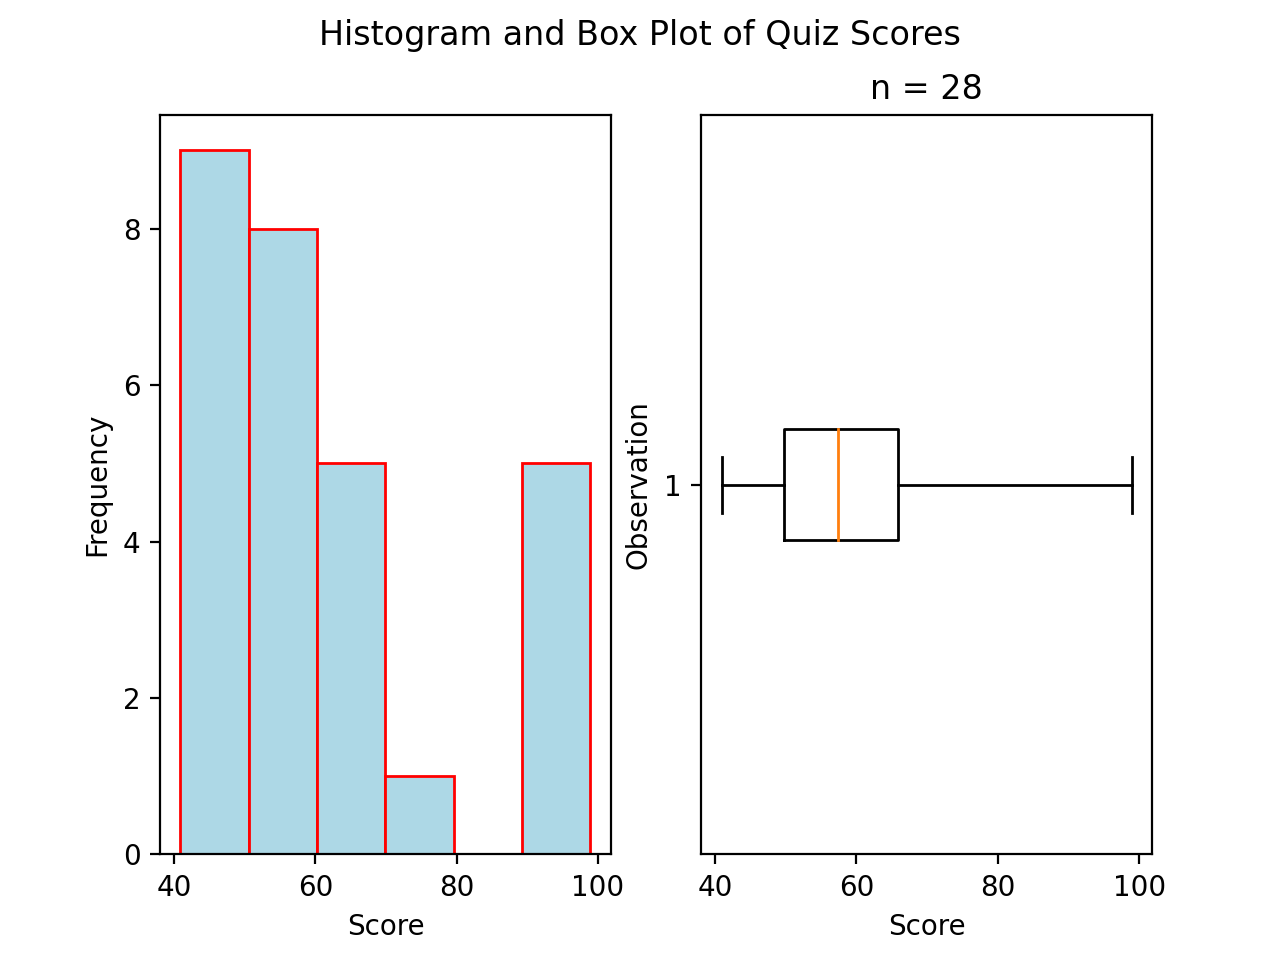 Histogram and Box Plot of Quiz Scores
n = 28
Frequency
8
6
4
2
0
40 60 80 100
Score
Observation
1
40 60 80 100
Score